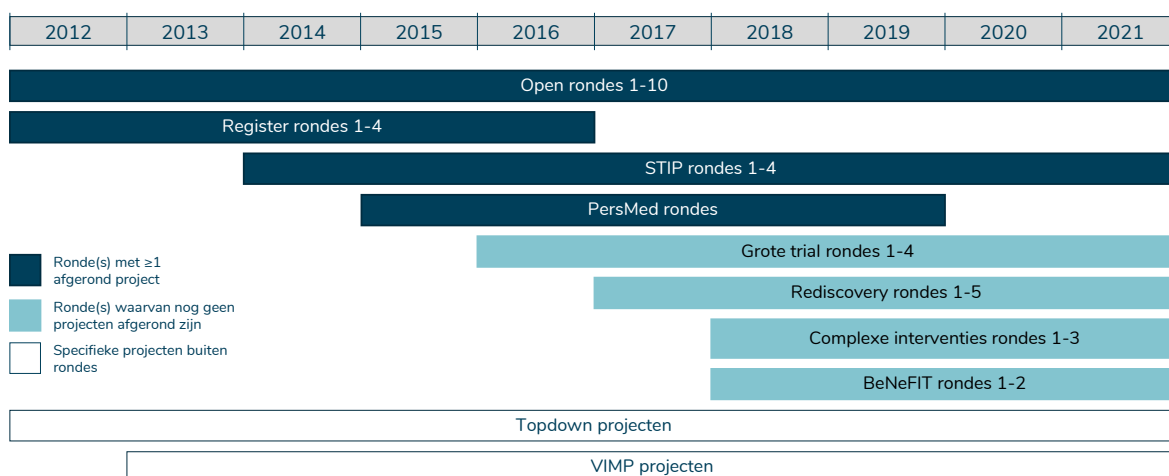 2012 2013 2014 2015 2016 2017 2018 2019 2020 2021
Open rondes 1-10
Register rondes 1-4
STIP rondes 1-4
PersMed rondes
Grote trial rondes 1-4
Rediscovery rondes 1-5
Complexe interventies rondes 1-3
BeNeFIT rondes 1-2
Ronde(s) met ≥1
afgerond project
Ronde(s) waarvan nog geen
projecten afgerond zijn
Specifieke projecten buiten
rondes
Topdown projecten
VIMP projecten